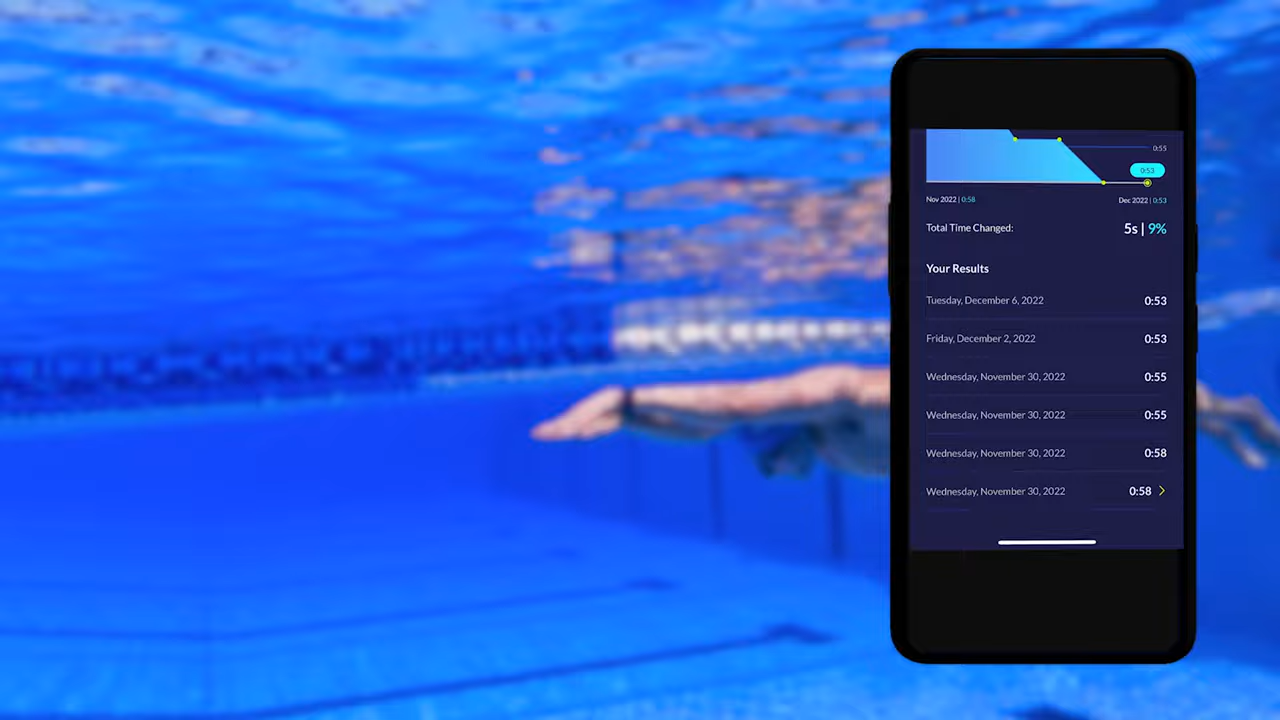 0:55
0:53
Nov 2022 | 0:58 Dec 2022 | 0:53
Total Time Changed: 5s | 9%
Your Results
Tuesday, December 6, 2022 0:53
Friday, December 2, 2022 0:53
Wednesday, November 30, 2022 0:55
Wednesday, November 30, 2022 0:55
Wednesday, November 30, 2022 0:58
Wednesday, November 30, 2022 0:58